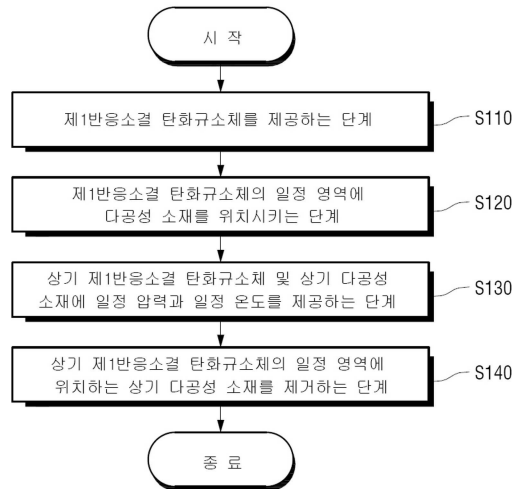 시 작
제1반응소결 탄화규소체를 제공하는 단계
S110
제1반응소결 탄화규소체의 일정 영역에
다공성 소재를 위치시키는 단계
S120
상기 제1반응소결 탄화규소체 및 상기 다공성
소재에 일정 압력과 일정 온도를 제공하는 단계
S130
상기 제1반응소결 탄화규소체의 일정 영역에
위치하는 상기 다공성 소재를 제거하는 단계
S140
종 료